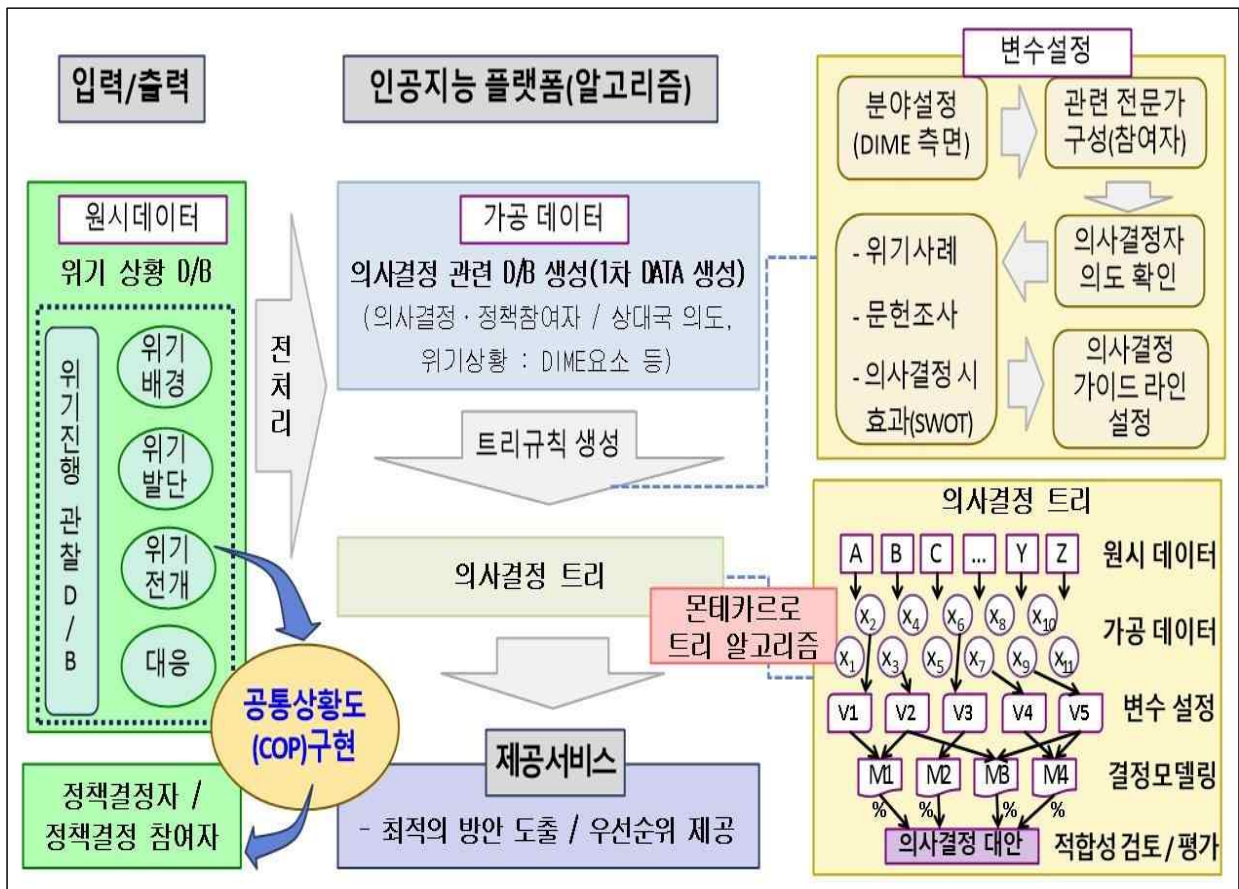 입력/출력
원시데이터
위기 상황 D/B
위기진행 관찰 D/B
위기
배경
위기
발단
위기
전개
대응
공통상황도
(COP)구현
정책결정자 /
정책결정 참여자
전처리
인공지능 플랫폼(알고리즘)
가공 데이터
의사결정 관련 D/B 생성(1차 DATA 생성)
(의사결정·정책참여자 / 상대국 의도,
위기상황 : DIME요소 등)
트리규칙 생성
의사결정 트리
몬테카르로
트리 알고리즘
제공서비스
- 최적의 방안 도출 / 우선순위 제공
변수설정
분야설정
(DIME 측면)
관련 전문가
구성(참여자)
의사결정자
의도 확인
- 위기사례
- 문헌조사
- 의사결정 시
효과(SWOT)
의사결정
가이드 라인
설정
의사결정 트리
A B C ... Y Z 원시 데이터
X2 X4 X6 X8 X10
가공 데이터
X1 X3 X5 X7 X9 X11
V1 V2 V3 V4 V5 변수 설정
M1 M2 M3 M4 결정모델링
% % % %
의사결정 대안 적합성 검토/평가